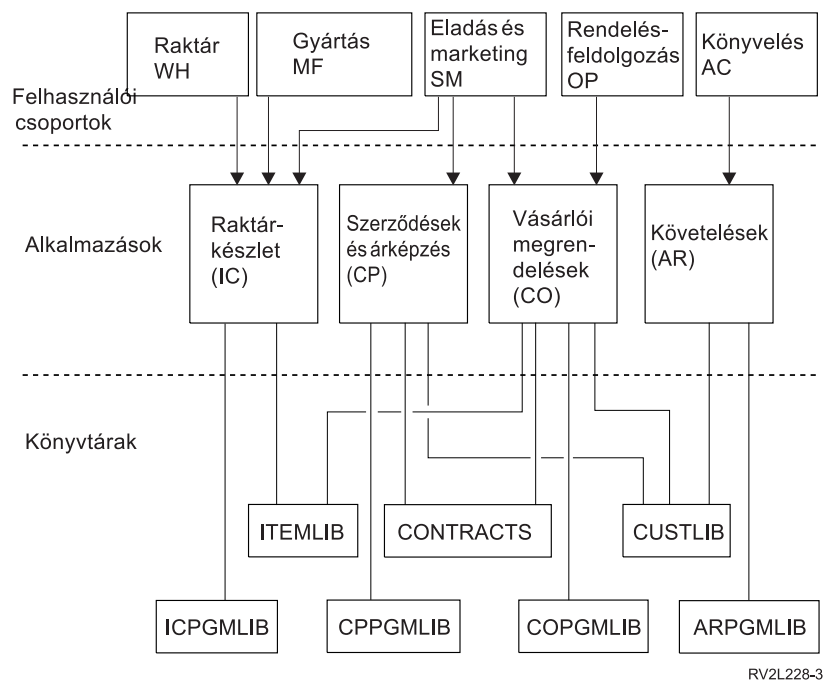 Raktár
WH
Gyártás
MF
Eladás és
marketing
SM
Rendelés-
feldolgozás
OP
Könyvelés
AC
Felhasználói
csoportok
Alkalmazások
Raktár-
készlet
(IC)
Szerződések
és árképzés
(CP)
Vásárlói
megren-
delések
(CO)
Követelések
(AR)
Könyvtárak
ITEMLIB
CONTRACTS
CUSTLIB
ICPGMLIB
CPPGMLIB
COPGMLIB
ARPGMLIB
RV2L228-3